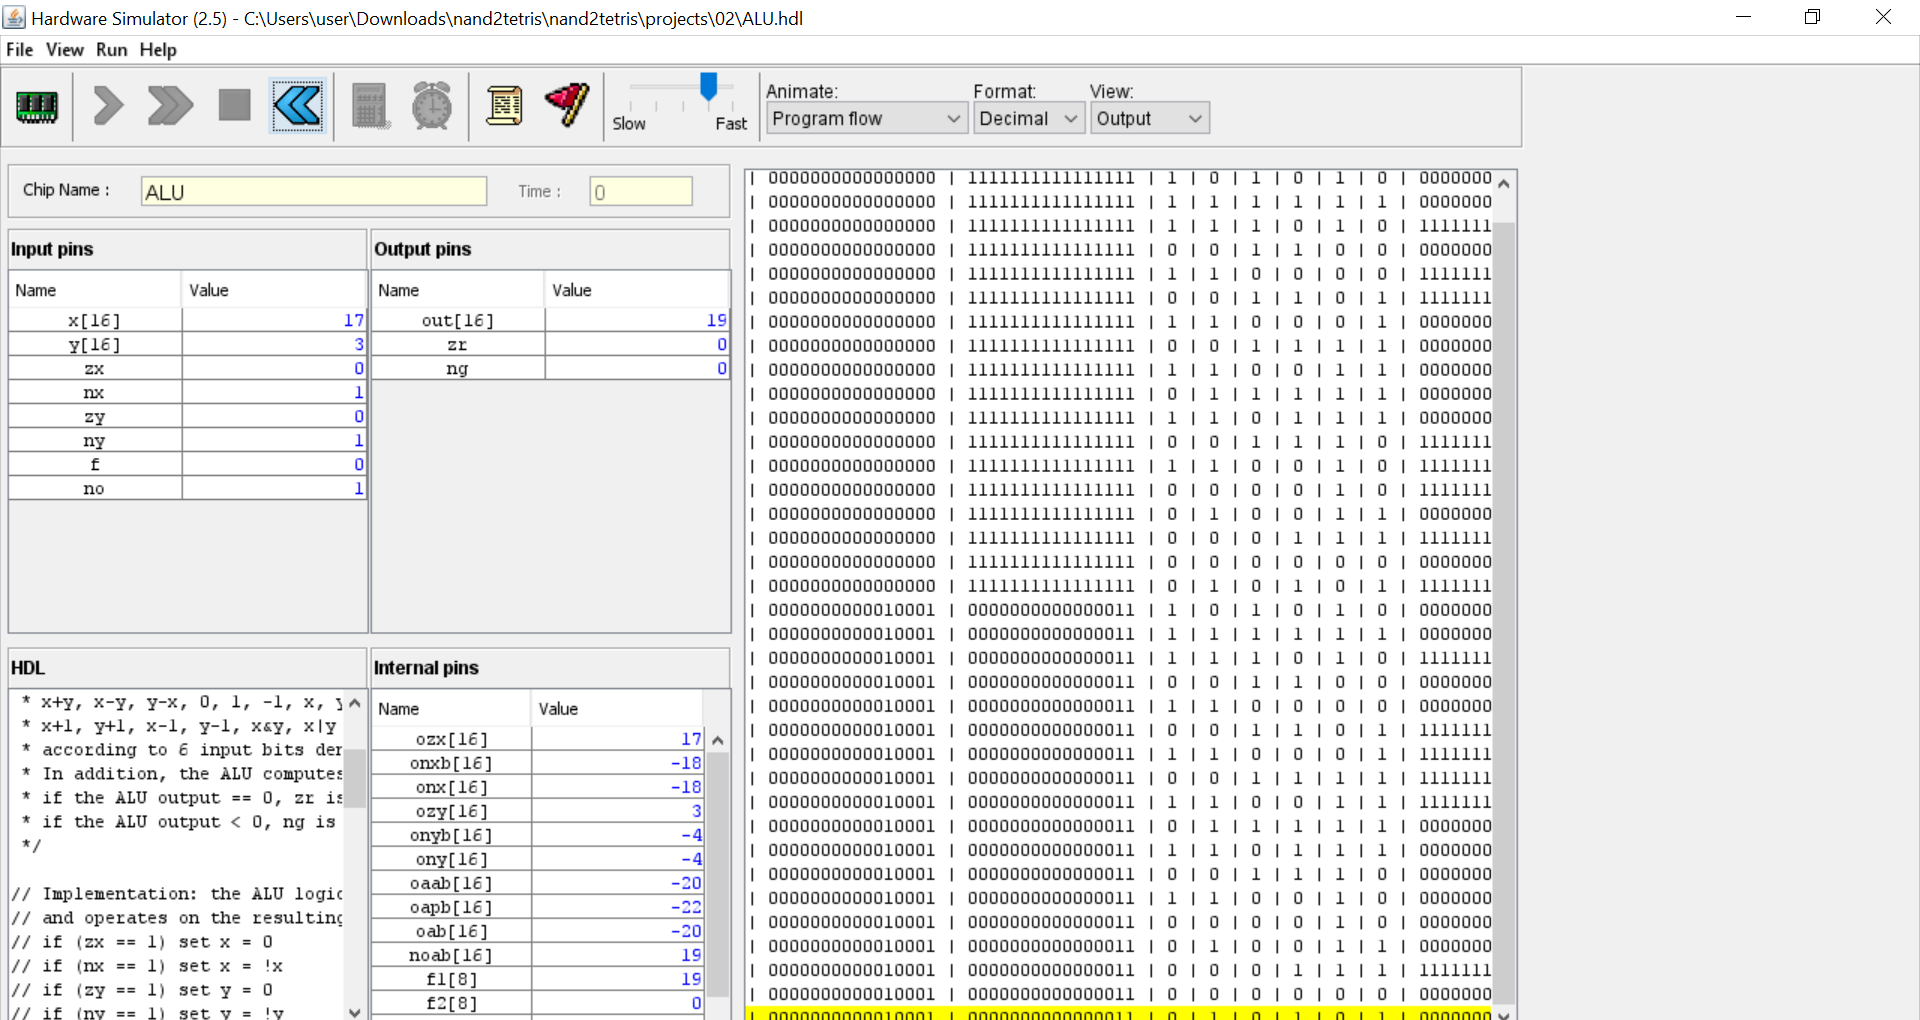 Hardware Simulator (2.5) - C:\Users\user\Downloads\nand2tetris\nand2tetris\projects\02\ALU.hdl
File View Run Help
Slow Fast
Animate: Format: View:
Program flow Decimal Output
Chip Name : ALU Time : 0
Input pins
Name Value
x[16] 17
y[16] 3
zx 0
nx 1
zy 0
ny 1
f 0
no 1
Output pins
Name Value
out[16] 19
zr 0
ng 0
HDL
* x+y, x-y, y-x, 0, 1, -1, x, y
* x+1, y+1, x-1, y-1, x&y, x|y
* according to 6 input bits der
* In addition, the ALU computes
* if the ALU output == 0, zr is
* if the ALU output < 0, ng is
*/
// Implementation: the ALU logic
// and operates on the resulting
// if (zx == 1) set x = 0
// if (nx == 1) set x = !x
// if (zy == 1) set y = 0
// if (ny == 1) set y = !y
Internal pins
Name Value
ozx[16] 17
onxb[16] -18
onx[16] -18
ozy[16] 3
onyb[16] -4
ony[16] -4
oaab[16] -20
oapb[16] -22
oab[16] -20
noab[16] 19
f1[8] 19
f2[8] 0
| 0000000000000000 | 1111111111111111 | 1 | 0 | 1 | 0 | 1 | 0 | 0000000
| 0000000000000000 | 1111111111111111 | 1 | 1 | 1 | 1 | 1 | 1 | 0000000
| 0000000000000000 | 1111111111111111 | 1 | 1 | 1 | 0 | 1 | 0 | 1111111
| 0000000000000000 | 1111111111111111 | 0 | 0 | 1 | 1 | 0 | 0 | 0000000
| 0000000000000000 | 1111111111111111 | 1 | 1 | 0 | 0 | 0 | 0 | 1111111
| 0000000000000000 | 1111111111111111 | 0 | 0 | 1 | 1 | 0 | 1 | 1111111
| 0000000000000000 | 1111111111111111 | 1 | 1 | 0 | 0 | 0 | 1 | 0000000
| 0000000000000000 | 1111111111111111 | 0 | 0 | 1 | 1 | 1 | 1 | 0000000
| 0000000000000000 | 1111111111111111 | 1 | 1 | 0 | 0 | 1 | 1 | 0000000
| 0000000000000000 | 1111111111111111 | 0 | 1 | 1 | 1 | 1 | 1 | 0000000
| 0000000000000000 | 1111111111111111 | 1 | 1 | 0 | 1 | 1 | 1 | 0000000
| 0000000000000000 | 1111111111111111 | 0 | 0 | 1 | 1 | 1 | 0 | 1111111
| 0000000000000000 | 1111111111111111 | 1 | 1 | 0 | 0 | 1 | 0 | 1111111
| 0000000000000000 | 1111111111111111 | 0 | 0 | 0 | 0 | 1 | 0 | 1111111
| 0000000000000000 | 1111111111111111 | 0 | 1 | 0 | 0 | 1 | 1 | 0000000
| 0000000000000000 | 1111111111111111 | 0 | 0 | 0 | 1 | 1 | 1 | 1111111
| 0000000000000000 | 1111111111111111 | 0 | 0 | 0 | 0 | 0 | 0 | 0000000
| 0000000000000000 | 1111111111111111 | 0 | 1 | 0 | 1 | 0 | 1 | 1111111
| 0000000000010001 | 0000000000000011 | 1 | 0 | 1 | 0 | 1 | 0 | 0000000
| 0000000000010001 | 0000000000000011 | 1 | 1 | 1 | 1 | 1 | 1 | 0000000
| 0000000000010001 | 0000000000000011 | 1 | 1 | 1 | 0 | 1 | 0 | 1111111
| 0000000000010001 | 0000000000000011 | 0 | 0 | 1 | 1 | 0 | 0 | 0000000
| 0000000000010001 | 0000000000000011 | 1 | 1 | 0 | 0 | 0 | 0 | 0000000
| 0000000000010001 | 0000000000000011 | 0 | 0 | 1 | 1 | 0 | 1 | 1111111
| 0000000000010001 | 0000000000000011 | 1 | 1 | 0 | 0 | 0 | 1 | 1111111
| 0000000000010001 | 0000000000000011 | 0 | 0 | 1 | 1 | 1 | 1 | 1111111
| 0000000000010001 | 0000000000000011 | 1 | 1 | 0 | 0 | 1 | 1 | 1111111
| 0000000000010001 | 0000000000000011 | 0 | 1 | 1 | 1 | 1 | 1 | 0000000
| 0000000000010001 | 0000000000000011 | 1 | 1 | 0 | 1 | 1 | 1 | 0000000
| 0000000000010001 | 0000000000000011 | 0 | 0 | 1 | 1 | 1 | 0 | 0000000
| 0000000000010001 | 0000000000000011 | 1 | 1 | 0 | 0 | 1 | 0 | 0000000
| 0000000000010001 | 0000000000000011 | 0 | 0 | 0 | 0 | 1 | 0 | 0000000
| 0000000000010001 | 0000000000000011 | 0 | 1 | 0 | 0 | 1 | 1 | 0000000
| 0000000000010001 | 0000000000000011 | 0 | 0 | 0 | 1 | 1 | 1 | 1111111
| 0000000000010001 | 0000000000000011 | 0 | 0 | 0 | 0 | 0 | 0 | 0000000
| 0000000000010001 | 0000000000000011 | 0 | 1 | 0 | 1 | 0 | 1 | 0000000